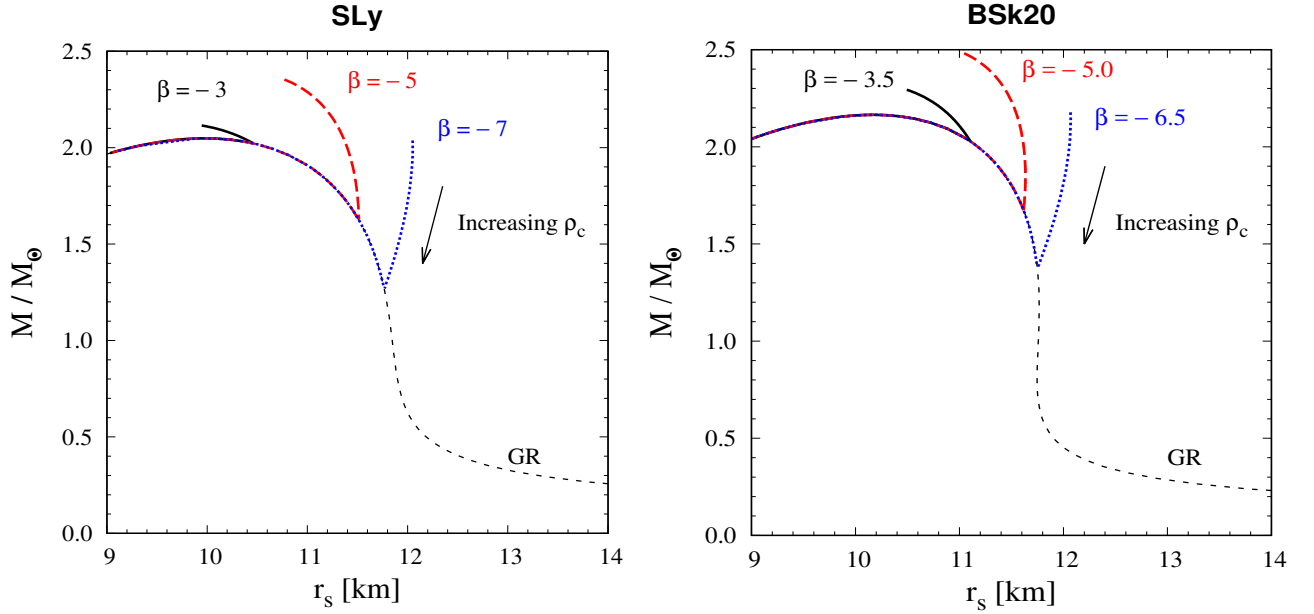 SLy
2.5
2.0
1.5
1.0
0.5
0.0
M / M⊙
β = − 3
β = − 5
β = − 7
Increasing ρc
GR
9 10 11 12 13 14
rs [km]
BSk20
2.5
2.0
1.5
1.0
0.5
0.0
M / M⊙
β = − 3.5
β = − 5.0
β = − 6.5
Increasing ρc
GR
9 10 11 12 13 14
rs [km]